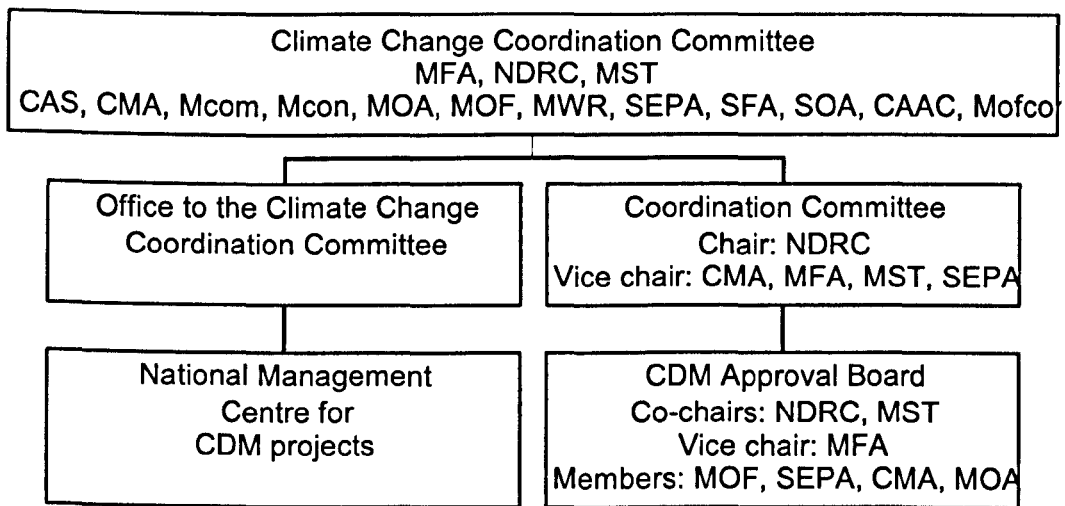 Climate Change Coordination Committee
MFA, NDRC, MST
CAS, CMA, Mcom, Mcon, MOA, MOF, MWR, SEPA, SFA, SOA, CAAC, Mofco
Office to the Climate Change
Coordination Committee
Coordination Committee
Chair: NDRC
Vice chair: CMA, MFA, MST, SEPA
National Management
Centre for
CDM projects
CDM Approval Board
Co-chairs: NDRC, MST
Vice chair: MFA
Members: MOF, SEPA, CMA, MOA